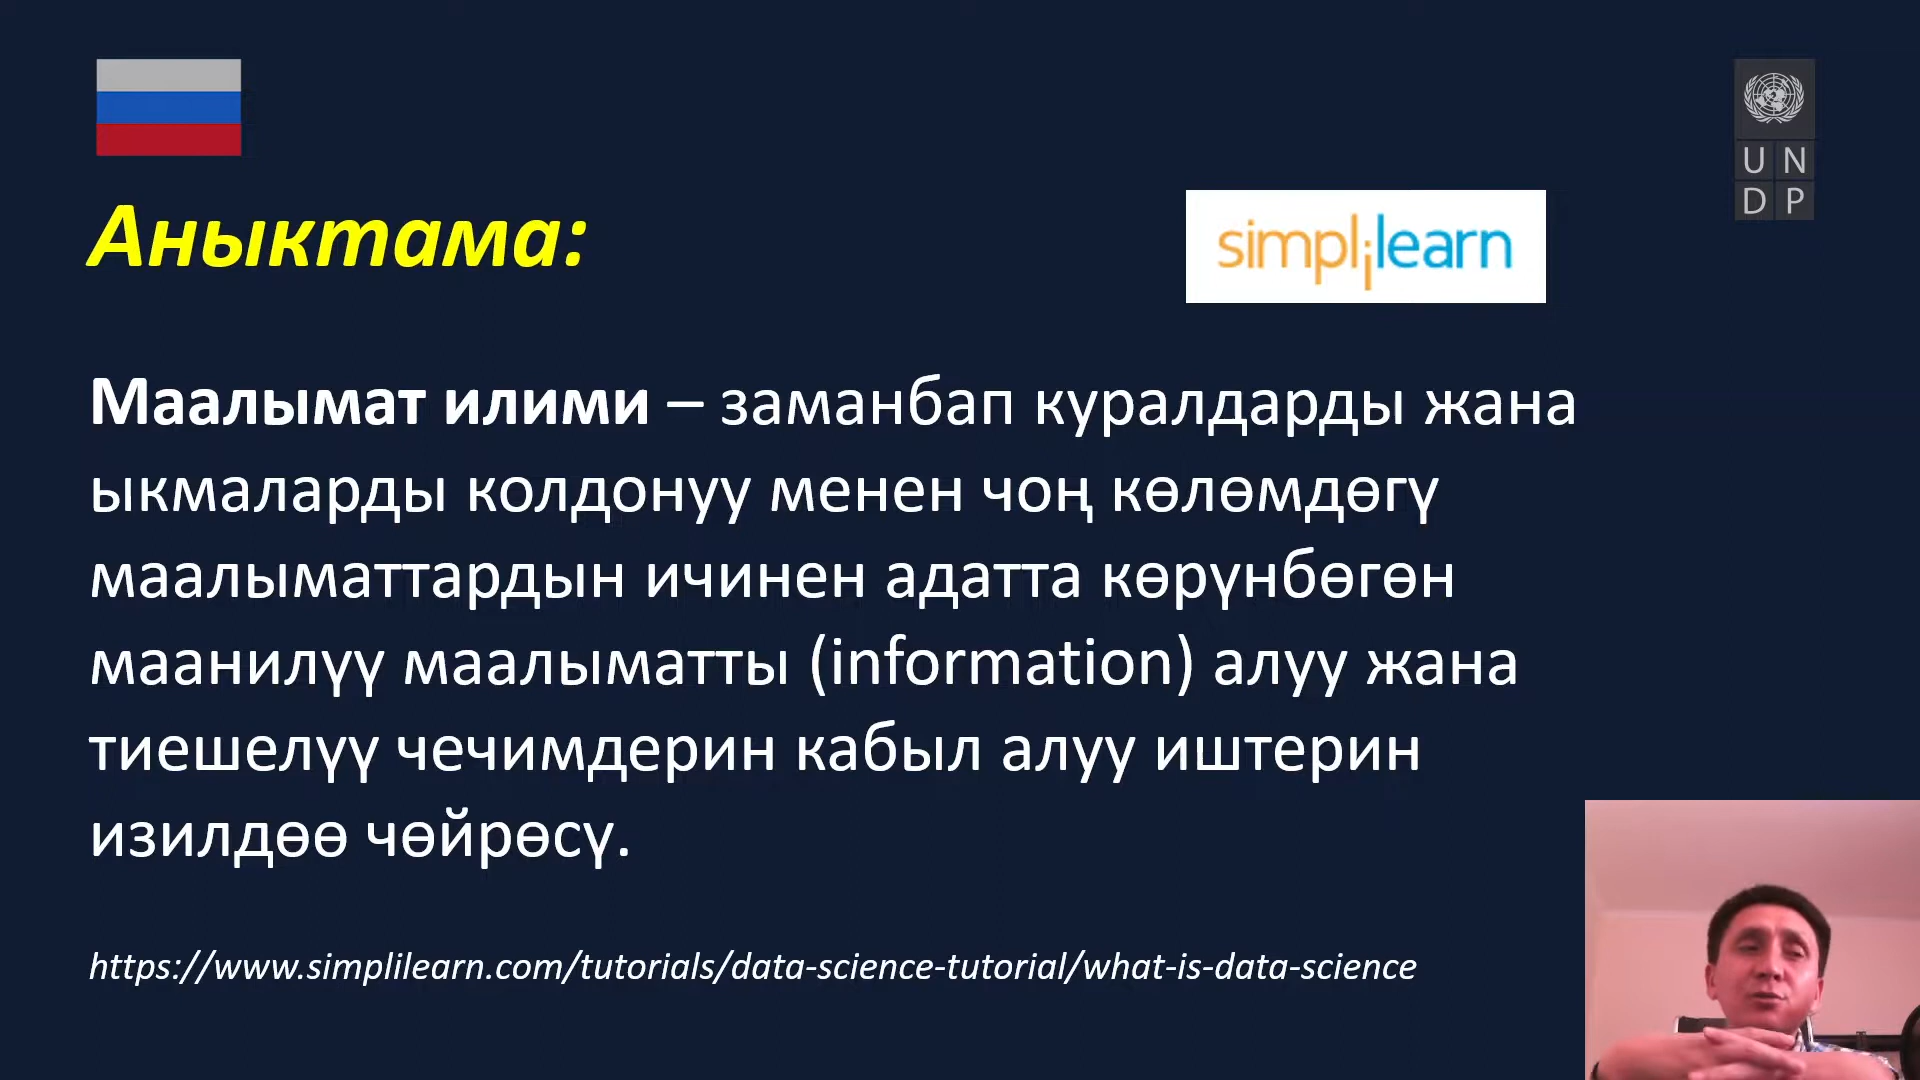 UN
DP
Аныктама:
simplilearn
Маалымат илими – заманбап куралдарды жана
ыкмаларды колдонуу менен чоң көлөмдөгү
маалыматтардын ичинен адатта көрүнбөгөн
маанилүү маалыматты (information) алуу жана
тиешелүү чечимдерин кабыл алуу иштерин
изилдөө чөйрөсү.
https://www.simplilearn.com/tutorials/data-science-tutorial/what-is-data-science